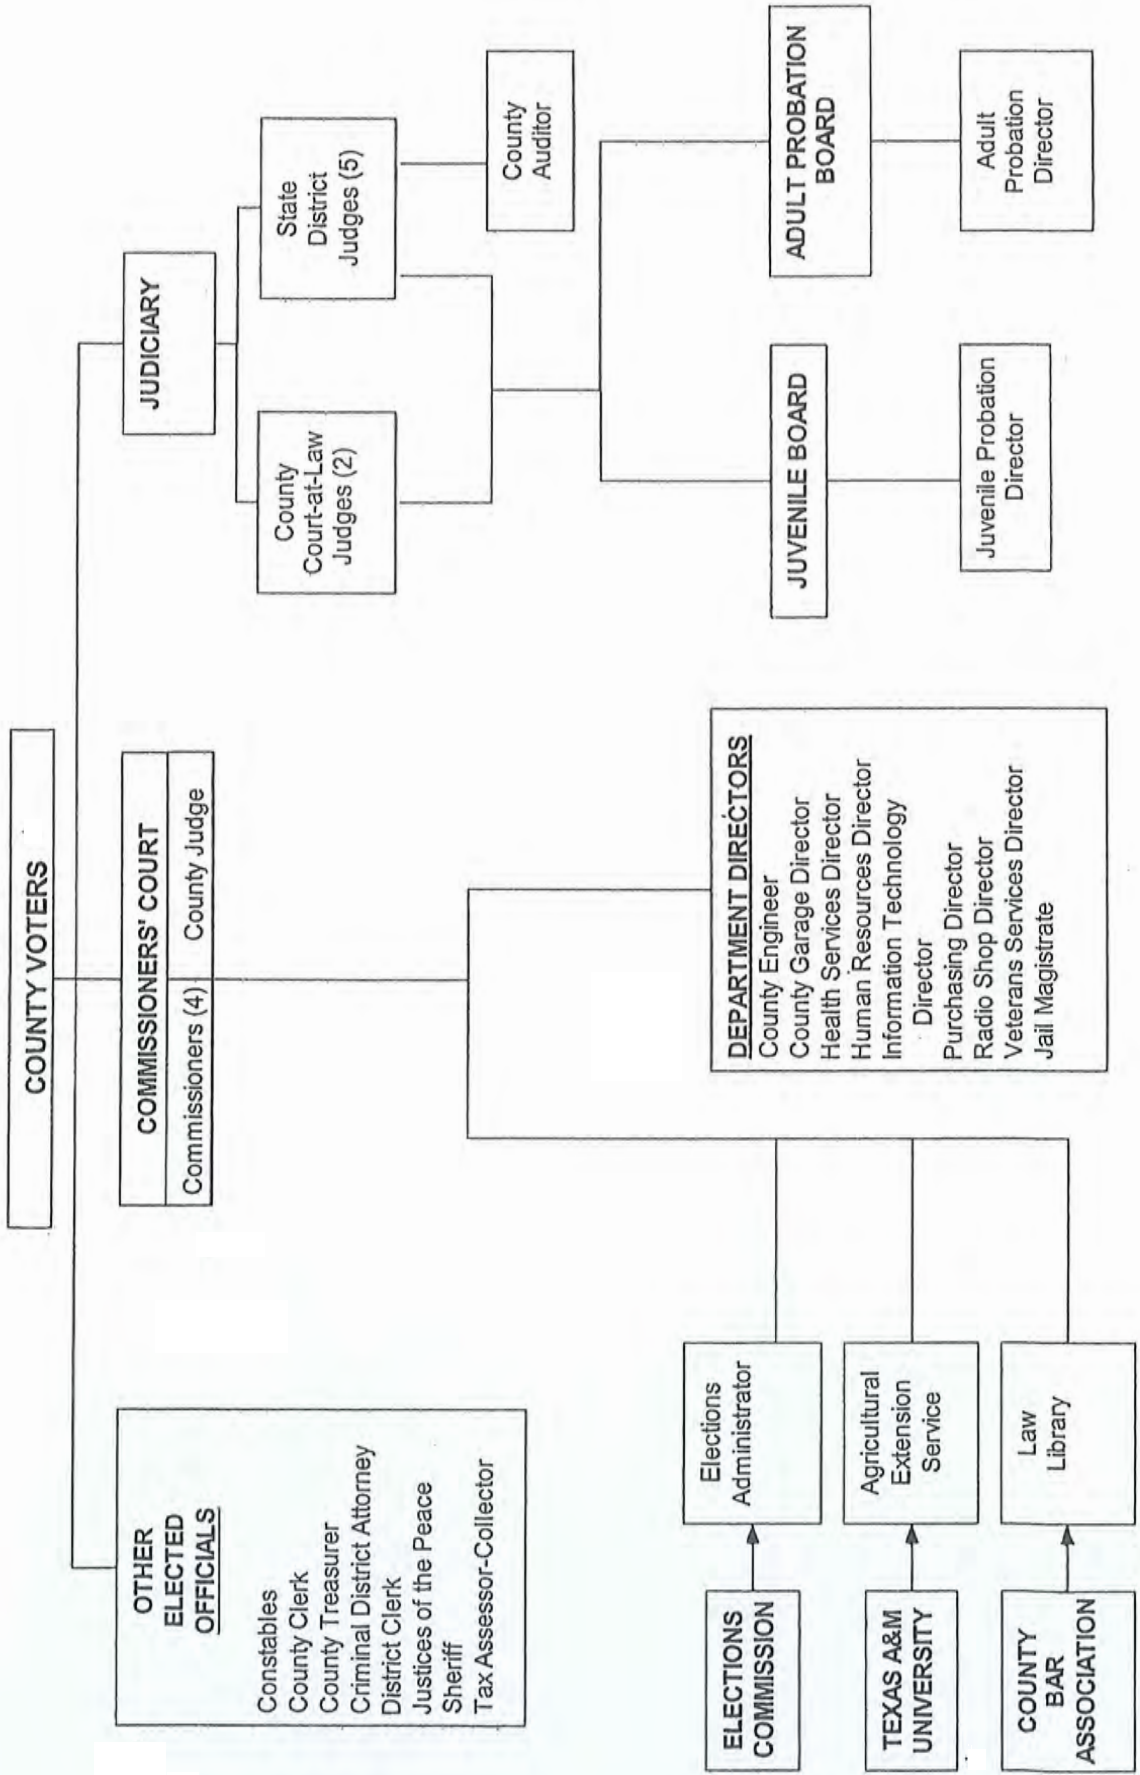 COUNTY VOTERS
OTHER
ELECTED
OFFICIALS
Constables
County Clerk
County Treasurer
Criminal District Attorney
District Clerk
Justices of the Peace
Sheriff
Tax Assessor-Collector
COMMISSIONERS' COURT
Commissioners (4) County Judge
JUDICIARY
County
Court-at-Law
Judges (2)
State
District
Judges (5)
County
Auditor
ELECTIONS
COMMISSION
Elections
Administrator
TEXAS A&M
UNIVERSITY
Agricultural
Extension
Service
COUNTY
BAR
ASSOCIATION
Law
Library
DEPARTMENT DIRECTORS
County Engineer
County Garage Director
Health Services Director
Human Resources Director
Information Technology
Director
Purchasing Director
Radio Shop Director
Veterans Services Director
Jail Magistrate
JUVENILE BOARD
Juvenile Probation
Director
ADULT PROBATION
BOARD
Adult
Probation
Director